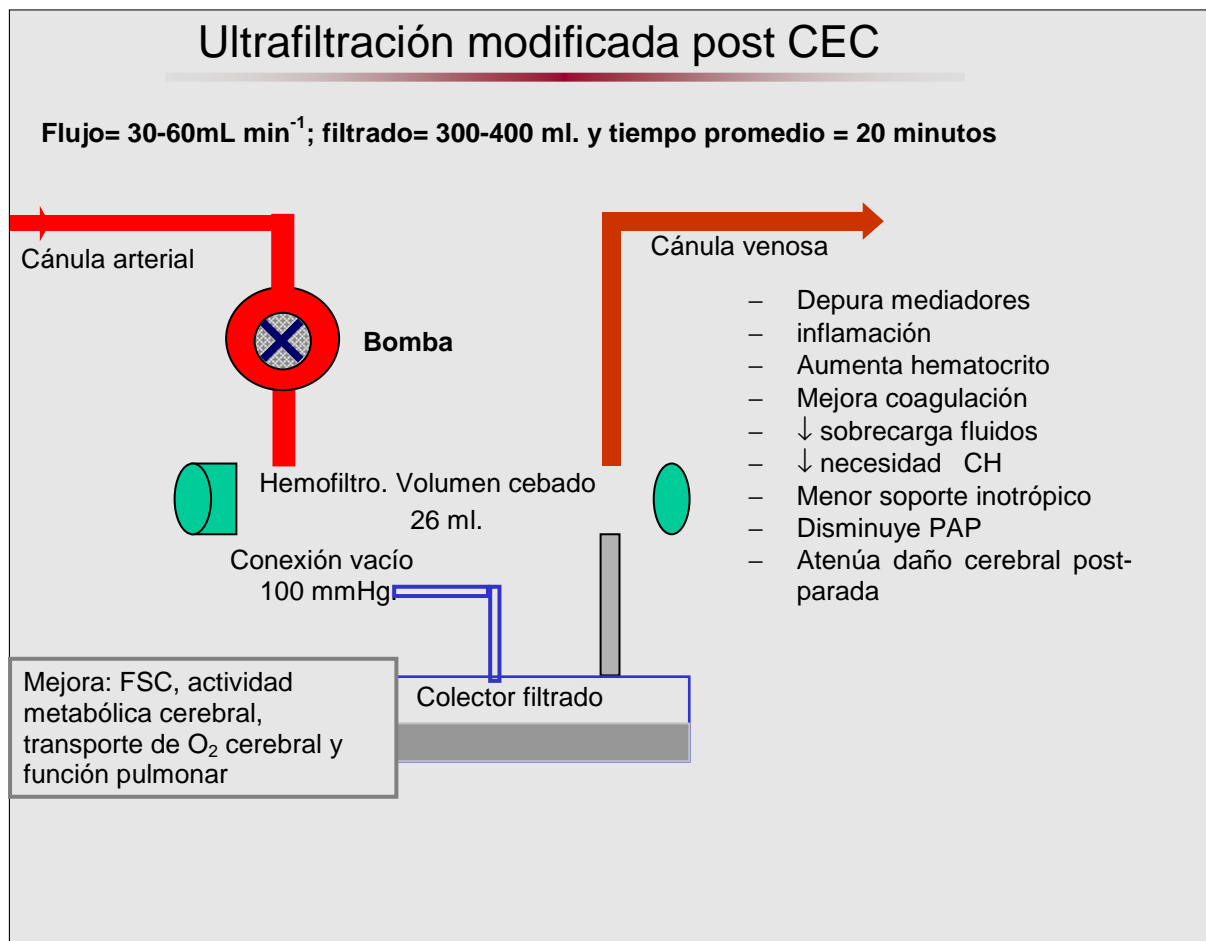 Ultrafiltración modificada post CEC
Flujo= 30-60mL min⁻¹; filtrado= 300-400 ml. y tiempo promedio = 20 minutos
Cánula arterial
Cánula venosa
Bomba
Hemofiltro. Volumen cebado
26 ml.
Conexión vacío
100 mmHg.
Colector filtrado
Mejora: FSC, actividad
metabólica cerebral,
transporte de O₂ cerebral y
función pulmonar
– Depura mediadores
– inflamación
– Aumenta hematocrito
– Mejora coagulación
– ↓ sobrecarga fluidos
– ↓ necesidad CH
– Menor soporte inotrópico
– Disminuye PAP
– Atenúa daño cerebral post-
parada